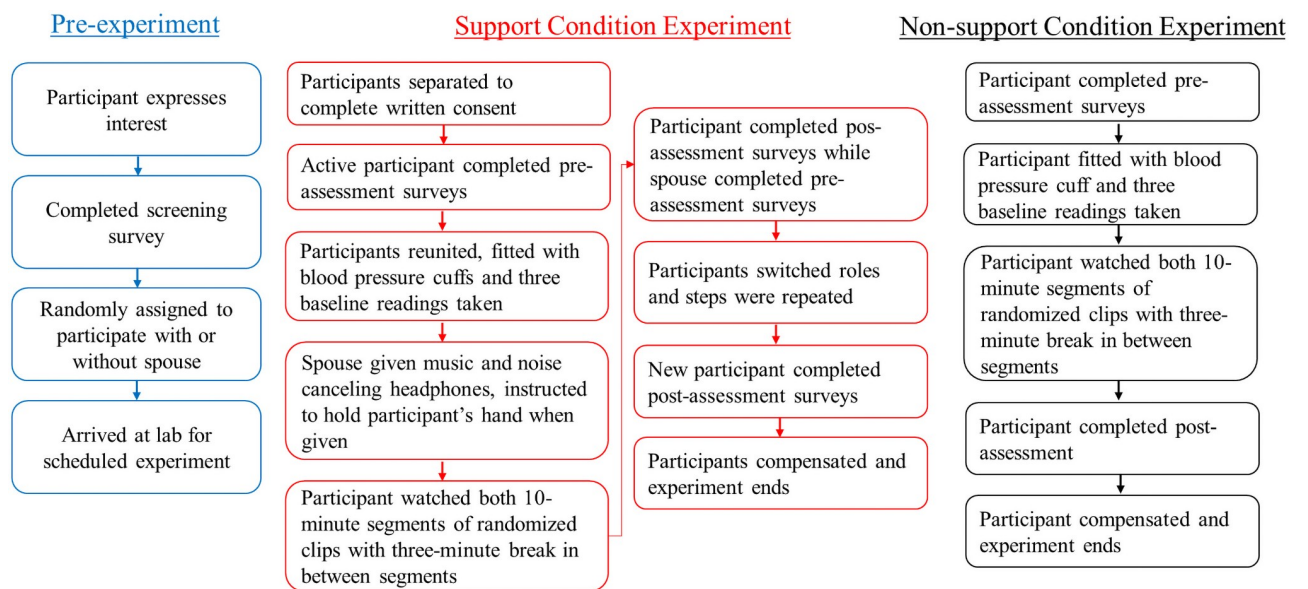 Pre-experiment
Participant expresses
interest
Completed screening
survey
Randomly assigned to
participate with or
without spouse
Arrived at lab for
scheduled experiment
Support Condition Experiment
Participants separated to
complete written consent
Active participant completed pre-
assessment surveys
Participants reunited, fitted with
blood pressure cuffs and three
baseline readings taken
Spouse given music and noise
canceling headphones, instructed
to hold participant’s hand when
given
Participant watched both 10-
minute segments of randomized
clips with three-minute break in
between segments
Participant completed pos-
assessment surveys while
spouse completed pre-
assessment surveys
Participants switched roles
and steps were repeated
New participant completed
post-assessment surveys
Participants compensated and
experiment ends
Non-support Condition Experiment
Participant completed pre-
assessment surveys
Participant fitted with blood
pressure cuff and three
baseline readings taken
Participant watched both 10-
minute segments of
randomized clips with three-
minute break in between
segments
Participant completed post-
assessment
Participant compensated and
experiment ends